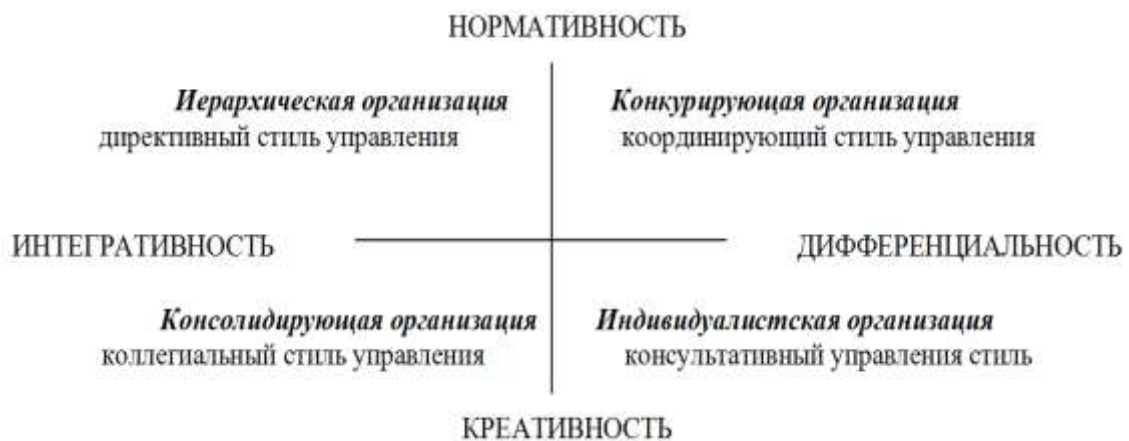 НОРМАТИВНОСТЬ
Иерархическая организация
директивный стиль управления
Конкурирующая организация
координирующий стиль управления
ИНТЕГРАТИВНОСТЬ
ДИФФЕРЕНЦИАЛЬНОСТЬ
Консолидирующая организация
коллегиальный стиль управления
Индивидуалистская организация
консультативный управления стиль
КРЕАТИВНОСТЬ